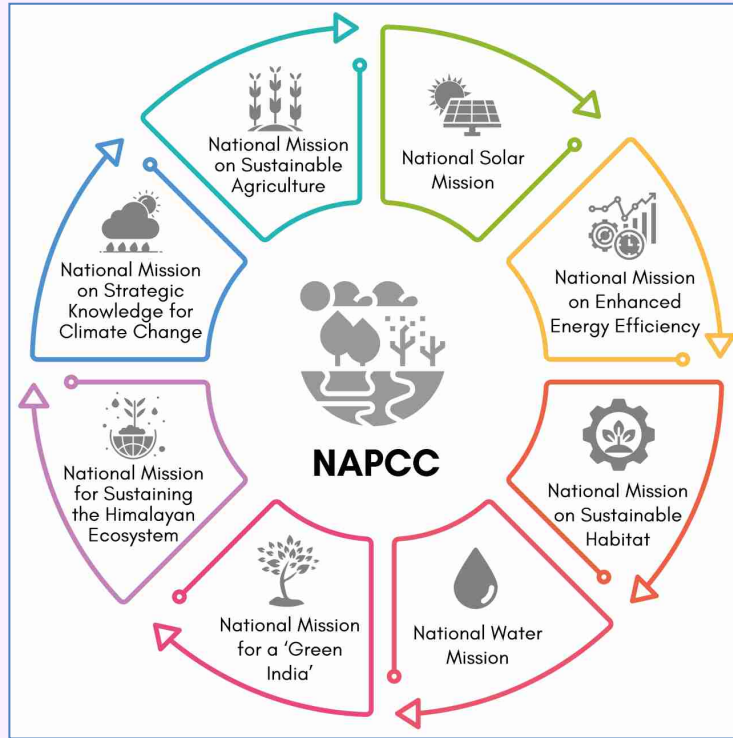 National Solar
Mission
National Mission
on Enhanced
Energy Efficiency
National Mission
on Sustainable
Habitat
National Water
Mission
National Mission
for a ‘Green
India’
National Mission
for Sustaining
the Himalayan
Ecosystem
National Mission
on Strategic
Knowledge for
Climate Change
National Mission
on Sustainable
Agriculture
NAPCC